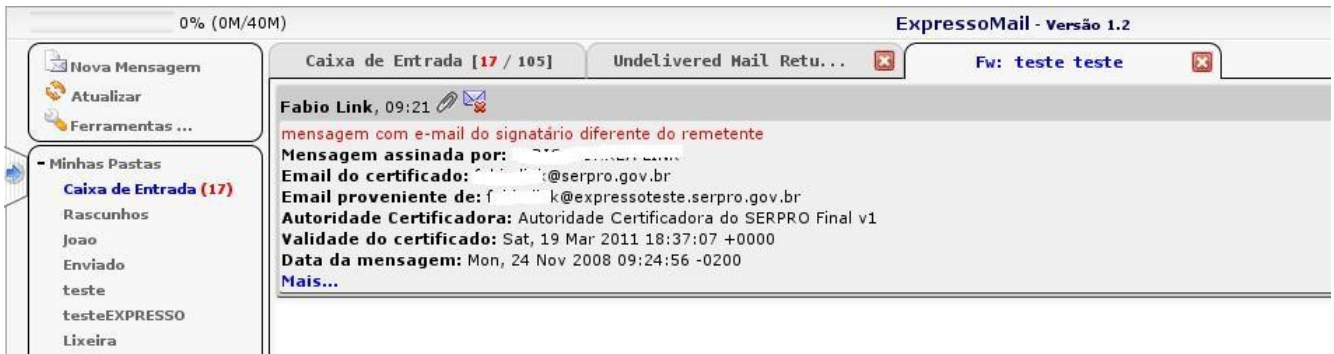 0% (0M/40M)
ExpressoMail - Versão 1.2
Nova Mensagem
Atualizar
Ferramentas ...
- Minhas Pastas
Caixa de Entrada (17)
Rascunhos
Joao
Enviado
teste
testeEXPRESSO
Lixeira
Caixa de Entrada [17 / 105]
Undelivered Mail Retu...
Fw: teste teste
Fabio Link, 09:21
mensagem com e-mail do signatário diferente do remetente
Mensagem assinada por:
Email do certificado: k@serpro.gov.br
Email proveniente de: f k@expressoteste.serpro.gov.br
Autoridade Certificadora: Autoridade Certificadora do SERPRO Final v1
Validade do certificado: Sat, 19 Mar 2011 18:37:07 +0000
Data da mensagem: Mon, 24 Nov 2008 09:24:56 -0200
Mais...